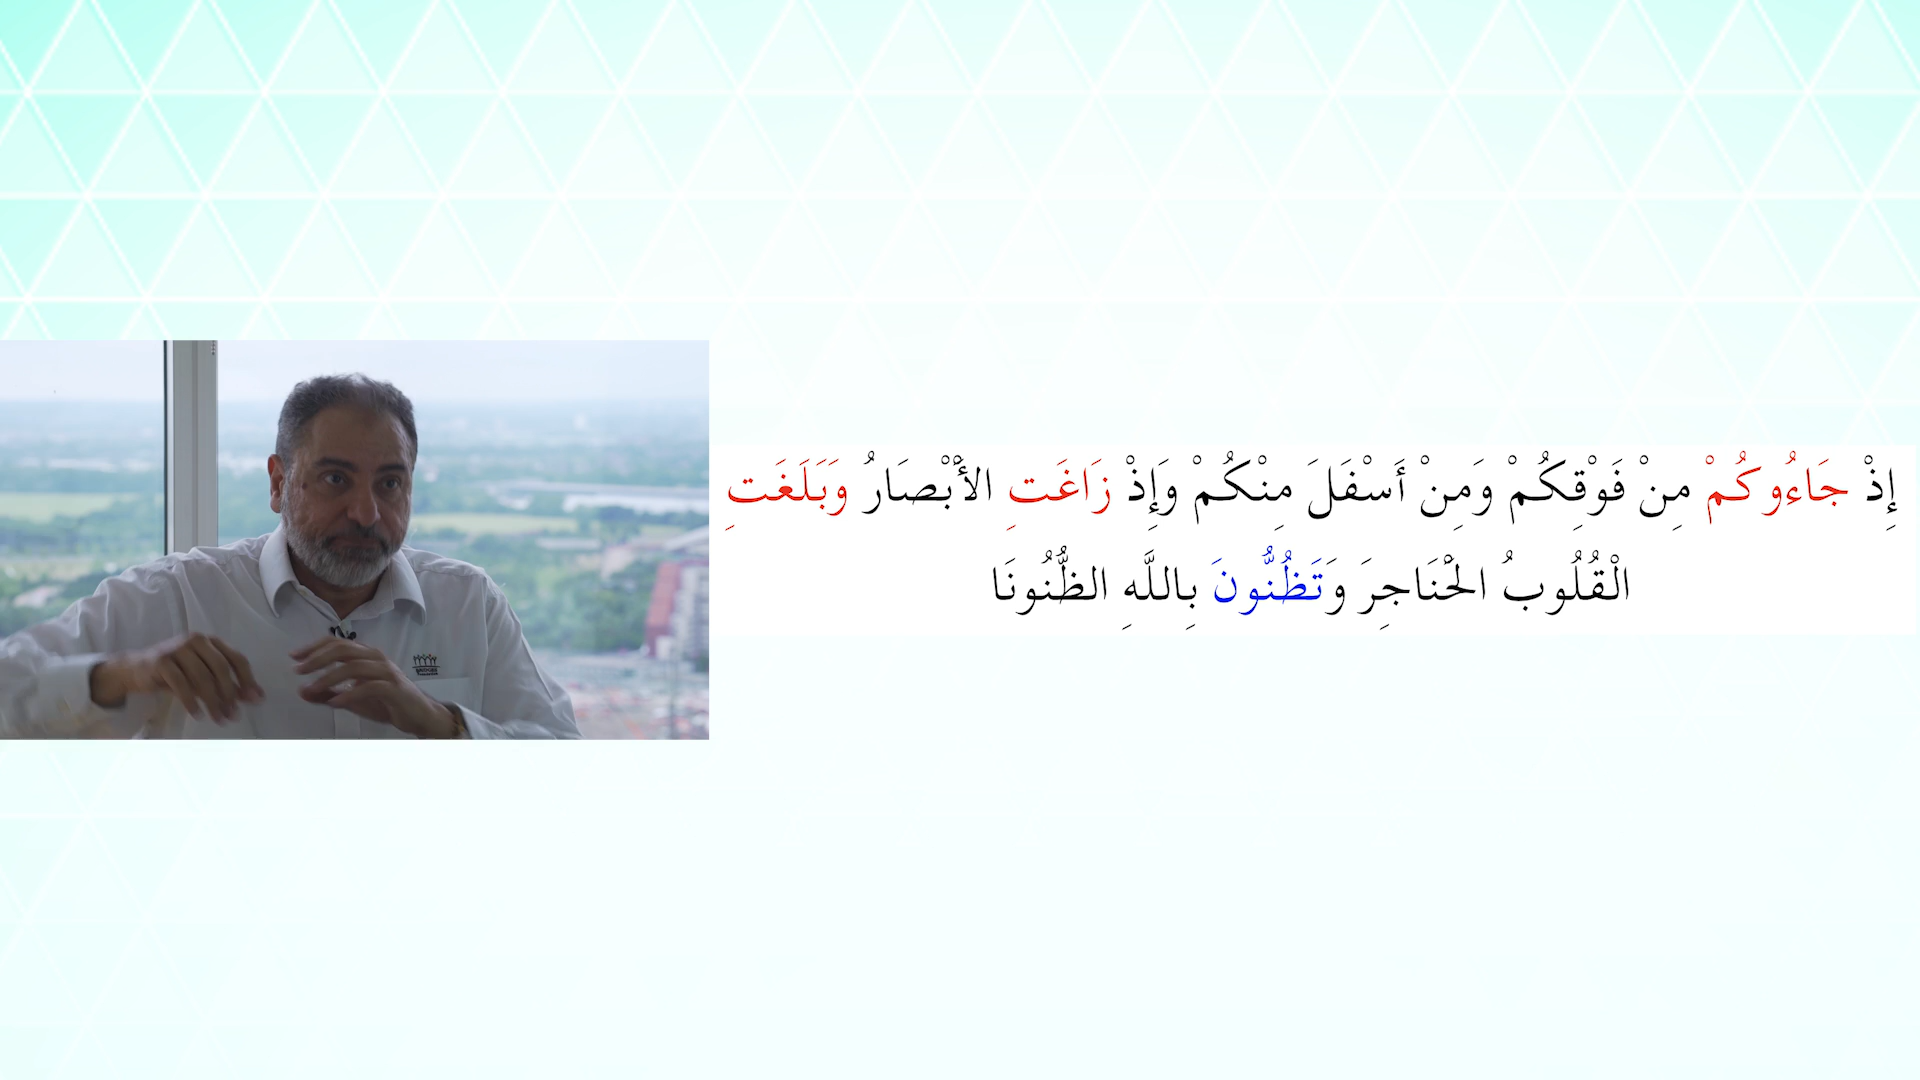 إِذْ جَاءُوكُمْ مِنْ فَوْقِكُمْ وَمِنْ أَسْفَلَ مِنْكُمْ وَإِذْ زَاغَتِ الأَبْصَارُ وَبَلَغَتِ
الْقُلُوبُ الْحَنَاجِرَ وَتَظُنُّونَ بِاللَّهِ الظُّنُونَا